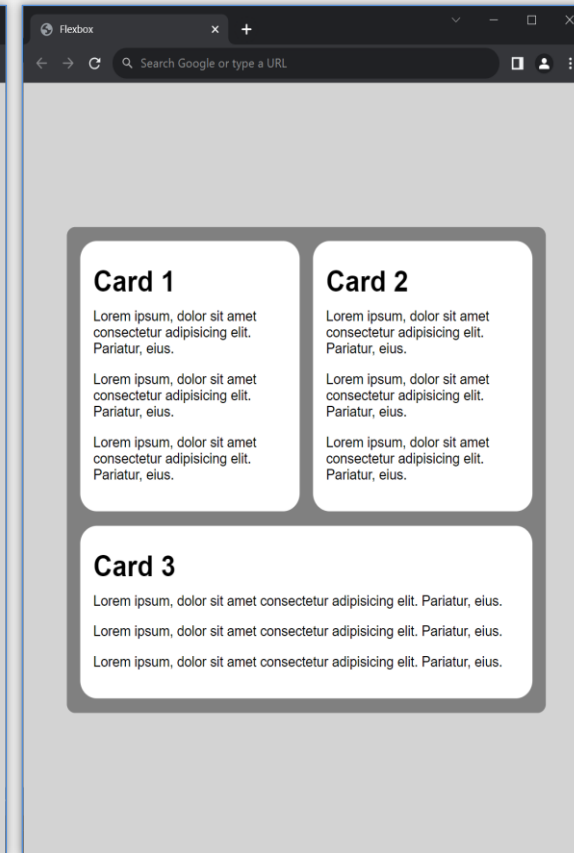 Flexbox
Search Google or type a URL
Card 1
Lorem ipsum, dolor sit amet
consectetur adipisicing elit.
Pariatur, eius.
Lorem ipsum, dolor sit amet
consectetur adipisicing elit.
Pariatur, eius.
Lorem ipsum, dolor sit amet
consectetur adipisicing elit.
Pariatur, eius.
Card 2
Lorem ipsum, dolor sit amet
consectetur adipisicing elit.
Pariatur, eius.
Lorem ipsum, dolor sit amet
consectetur adipisicing elit.
Pariatur, eius.
Lorem ipsum, dolor sit amet
consectetur adipisicing elit.
Pariatur, eius.
Card 3
Lorem ipsum, dolor sit amet consectetur adipisicing elit. Pariatur, eius.
Lorem ipsum, dolor sit amet consectetur adipisicing elit. Pariatur, eius.
Lorem ipsum, dolor sit amet consectetur adipisicing elit. Pariatur, eius.